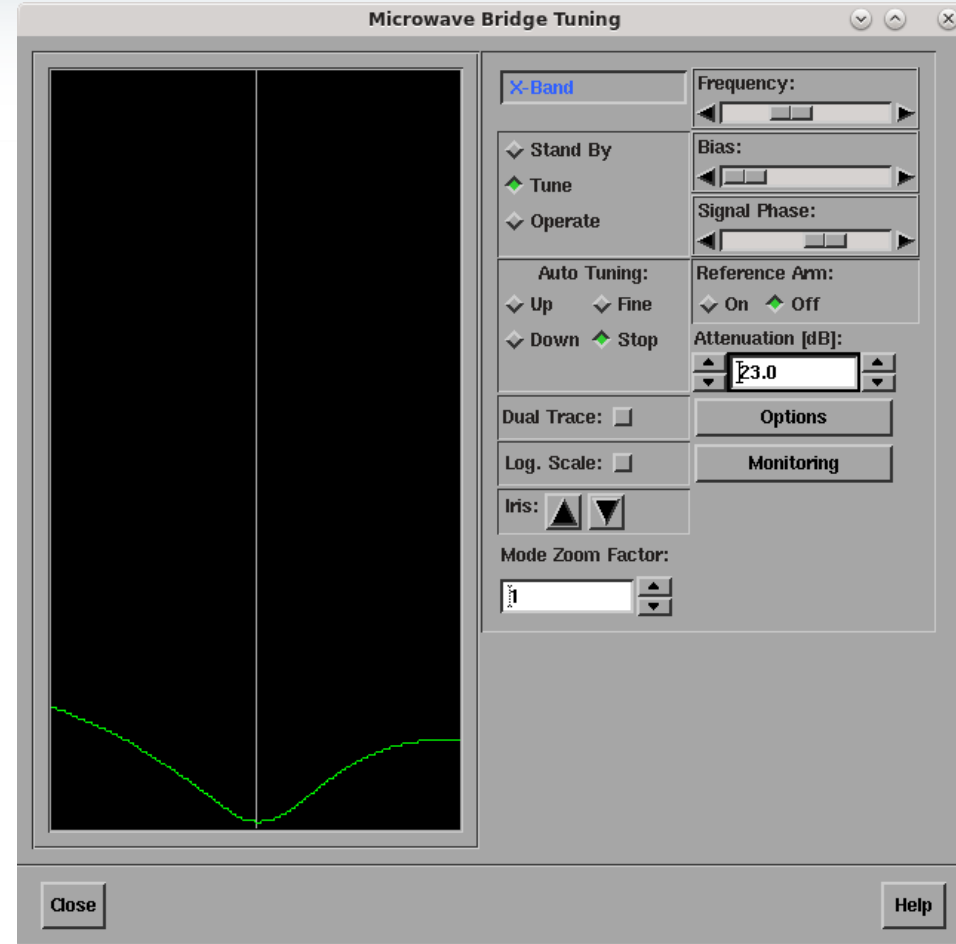 Microwave Bridge Tuning
X-Band
Frequency:
Stand By
Tune
Operate
Bias:
Signal Phase:
Auto Tuning:
Up Fine
Down Stop
Reference Arm:
On Off
Attenuation [dB]:
23.0
Dual Trace:
Options
Log. Scale:
Monitoring
Iris:
Mode Zoom Factor:
1
Close
Help